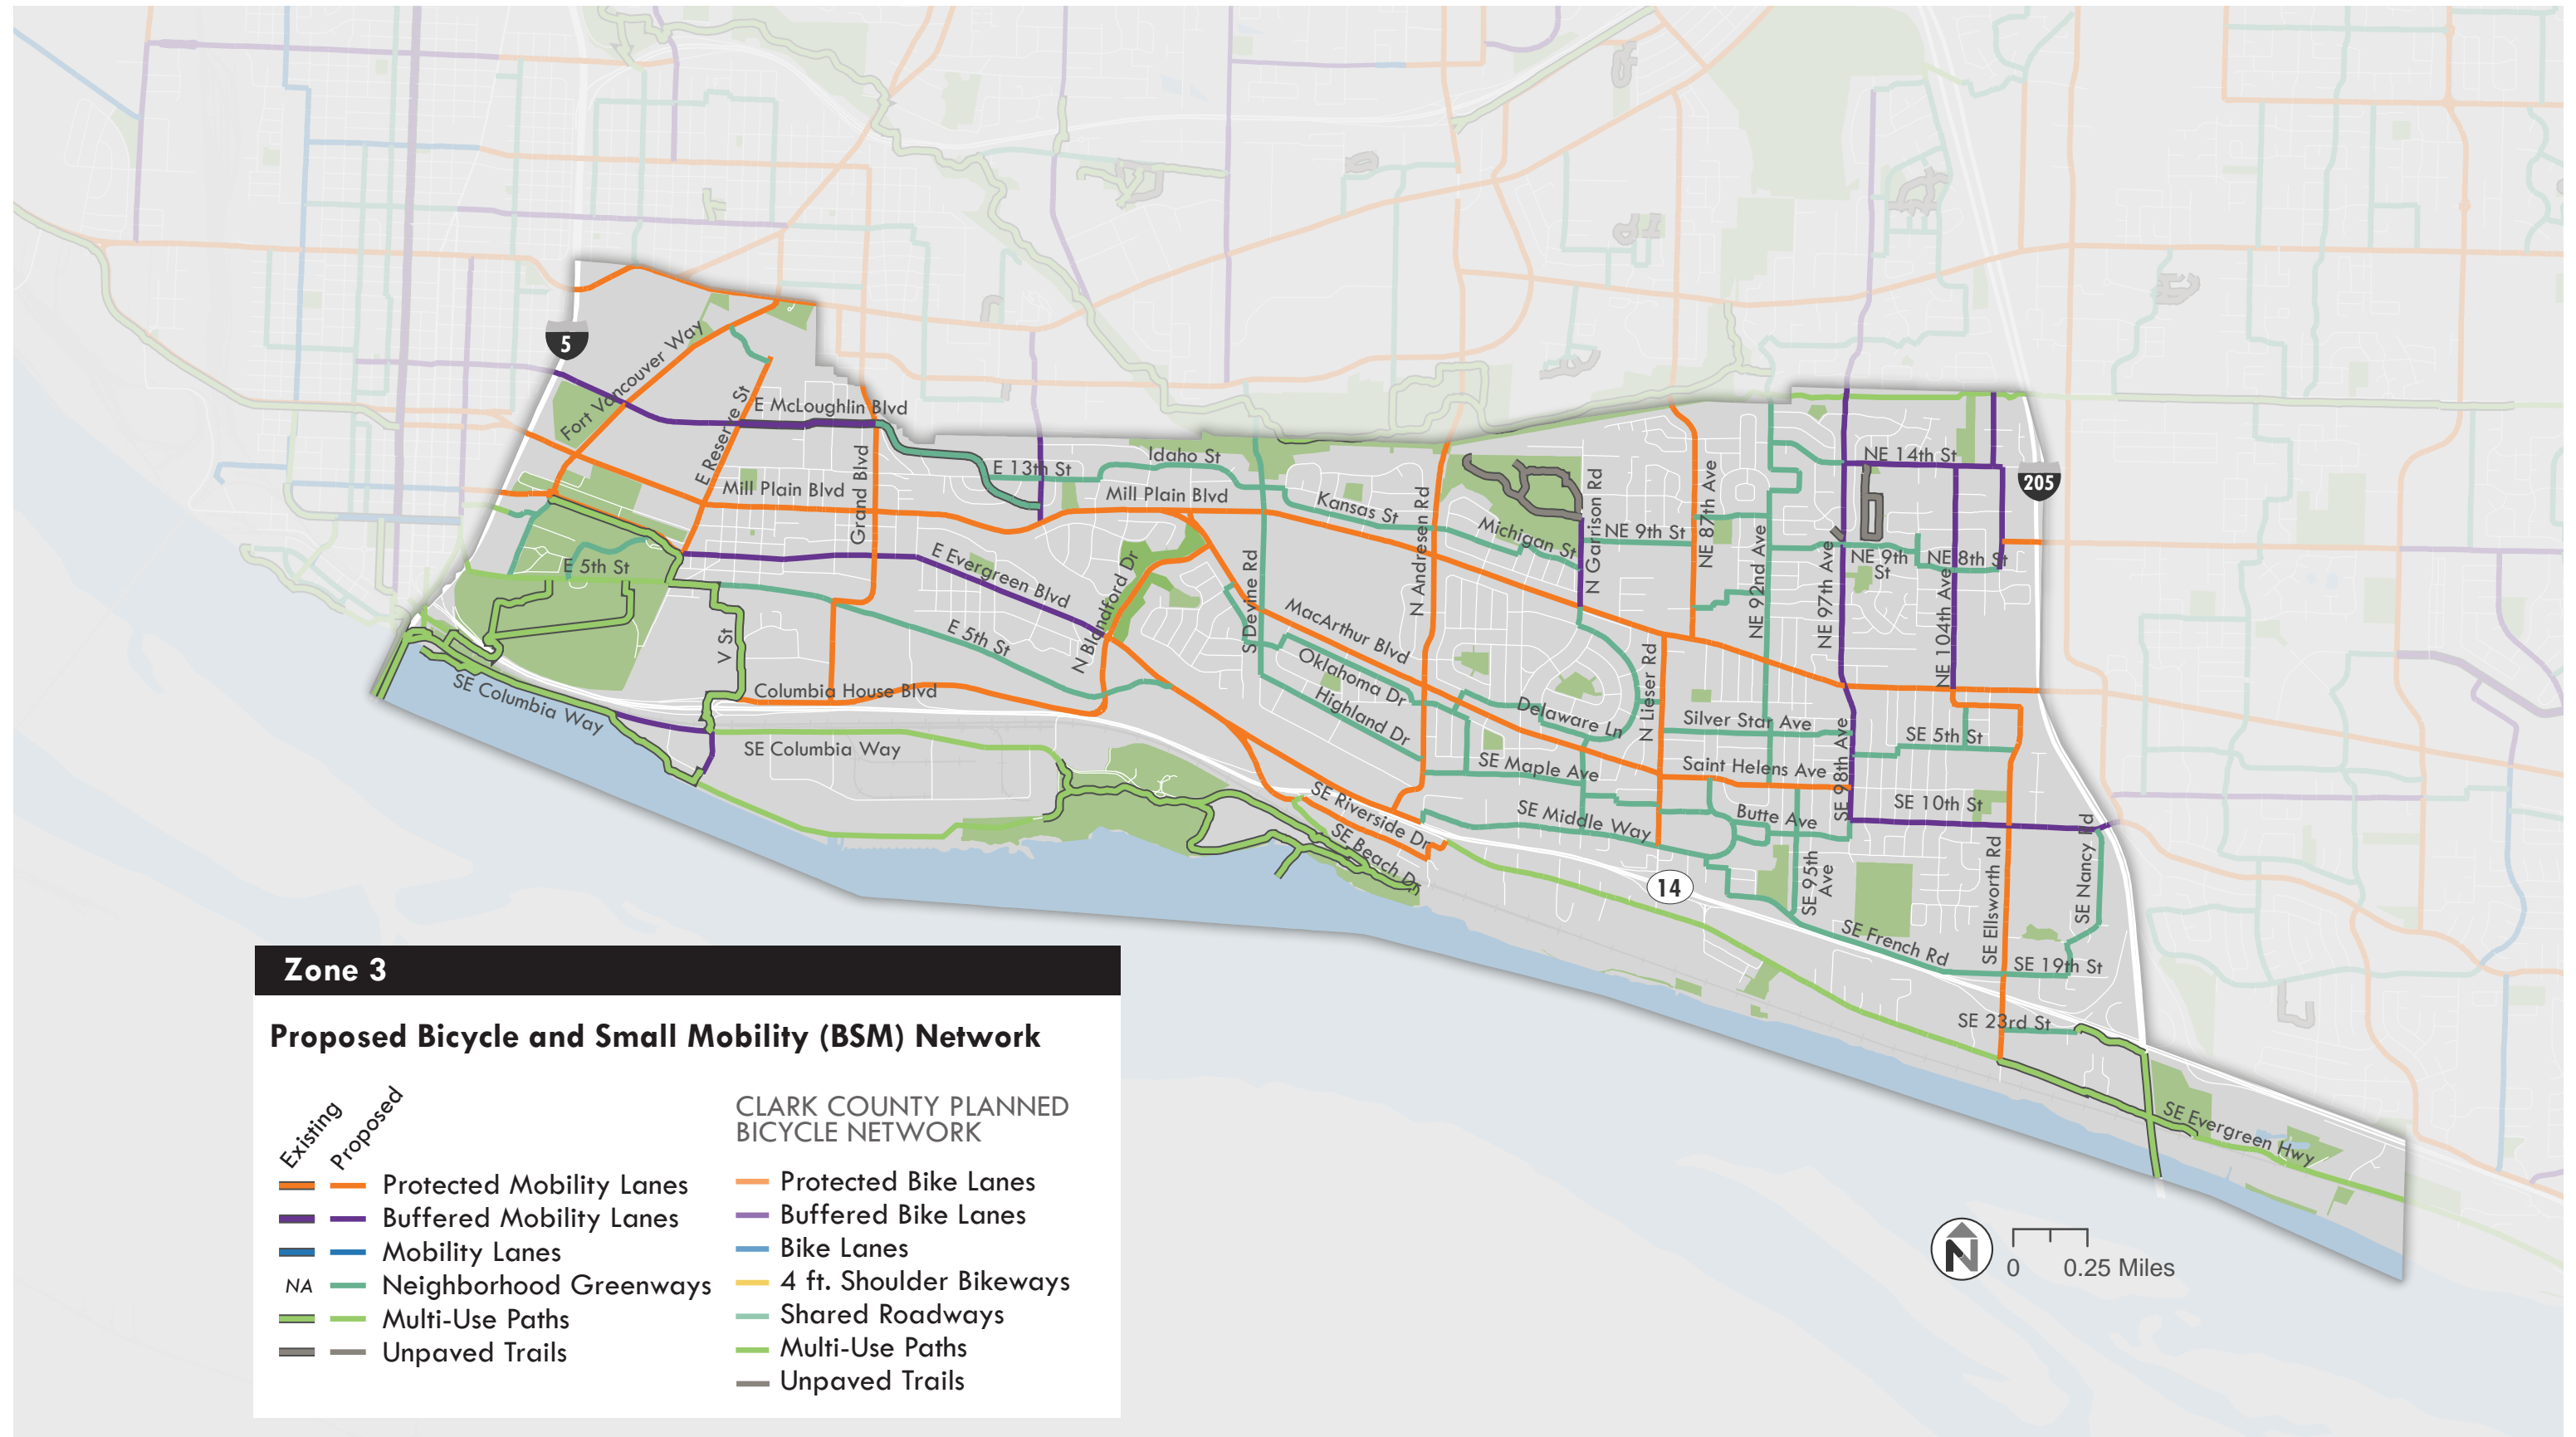 5
Fort Vancouver Way
E Reserve St
E McLoughlin Blvd
Grand Blvd
Mill Plain Blvd
E 13th St
Idaho St
Mill Plain Blvd
Kansas St
N Andresen Rd
Michigan St
N Garrison Rd
NE 9th St
NE 87th Ave
NE 92nd Ave
NE 14th St
NE 97th Ave
NE 9th
St
NE 8th St
NE 104th Ave
205
E 5th St
V St
E Evergreen Blvd
E 5th St
N Blandford Dr
S Devine Rd
MacArthur Blvd
Oklahoma Dr
Highland Dr
Delaware Ln
N Lieser Rd
Silver Star Ave
Saint Helens Ave
SE 98th Ave
SE 5th St
SE 10th St
SE Columbia Way
Columbia House Blvd
SE Columbia Way
SE Maple Ave
SE Middle Way
Butte Ave
SE Riverside Dr
SE Beach Dr
14
SE 95th
Ave
SE French Rd
SE Ellsworth Rd
SE Nancy Rd
SE 19th St
SE 23rd St
SE Evergreen Hwy
Zone 3
Proposed Bicycle and Small Mobility (BSM) Network
Existing
Proposed
Protected Mobility Lanes
Buffered Mobility Lanes
Mobility Lanes
NA Neighborhood Greenways
Multi-Use Paths
Unpaved Trails
CLARK COUNTY PLANNED
BICYCLE NETWORK
Protected Bike Lanes
Buffered Bike Lanes
Bike Lanes
4 ft. Shoulder Bikeways
Shared Roadways
Multi-Use Paths
Unpaved Trails
N
0 0.25 Miles